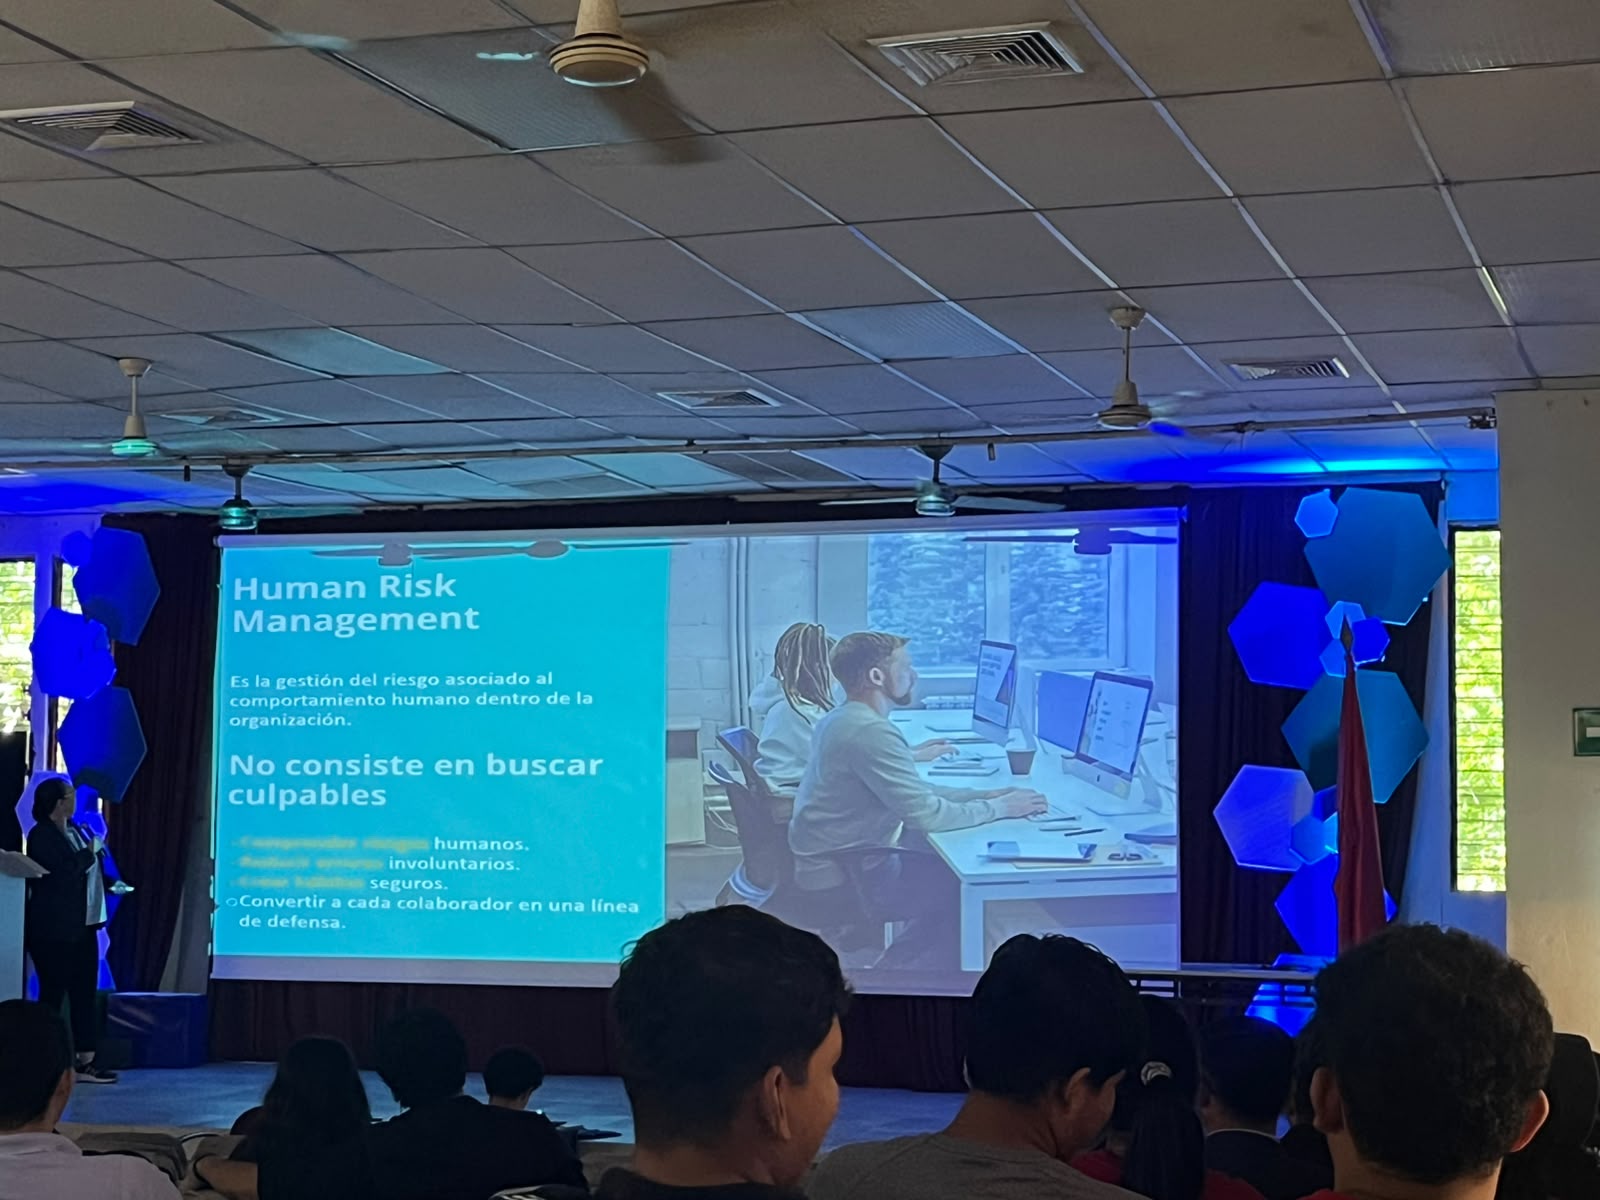 Human Risk
Management
Es la gestión del riesgo asociado al
comportamiento humano dentro de la
organización.
No consiste en buscar
culpables
humanos.
involuntarios.
seguros.
Convertir a cada colaborador en una línea
de defensa.